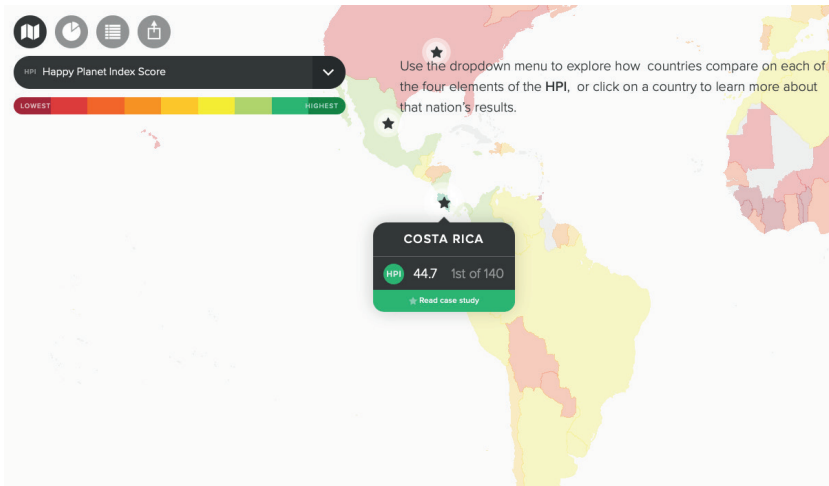 HPI Happy Planet Index Score
LOWEST HIGHEST
Use the dropdown menu to explore how countries compare on each of
the four elements of the HPI, or click on a country to learn more about
that nation's results.
COSTA RICA
HPI 44.7 1st of 140
Read case study